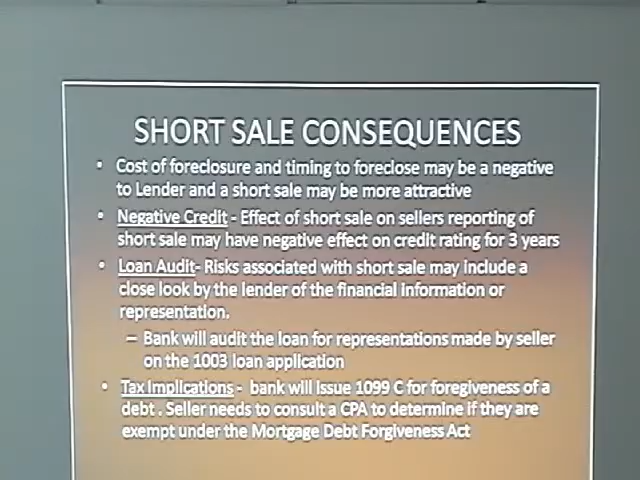 SHORT SALE CONSEQUENCES
• Cost of foreclosure and timing to foreclose may be a negative
to Lender and a short sale may be more attractive
• Negative Credit - Effect of short sale on sellers reporting of
short sale may have negative effect on credit rating for 3 years
• Loan Audit- Risks associated with short sale may include a
close look by the lender of the financial information or
representation.
– Bank will audit the loan for representations made by seller
on the 1003 loan application
• Tax Implications - bank will issue 1099 C for foregiveness of a
debt . Seller needs to consult a CPA to determine if they are
exempt under the Mortgage Debt Forgiveness Act